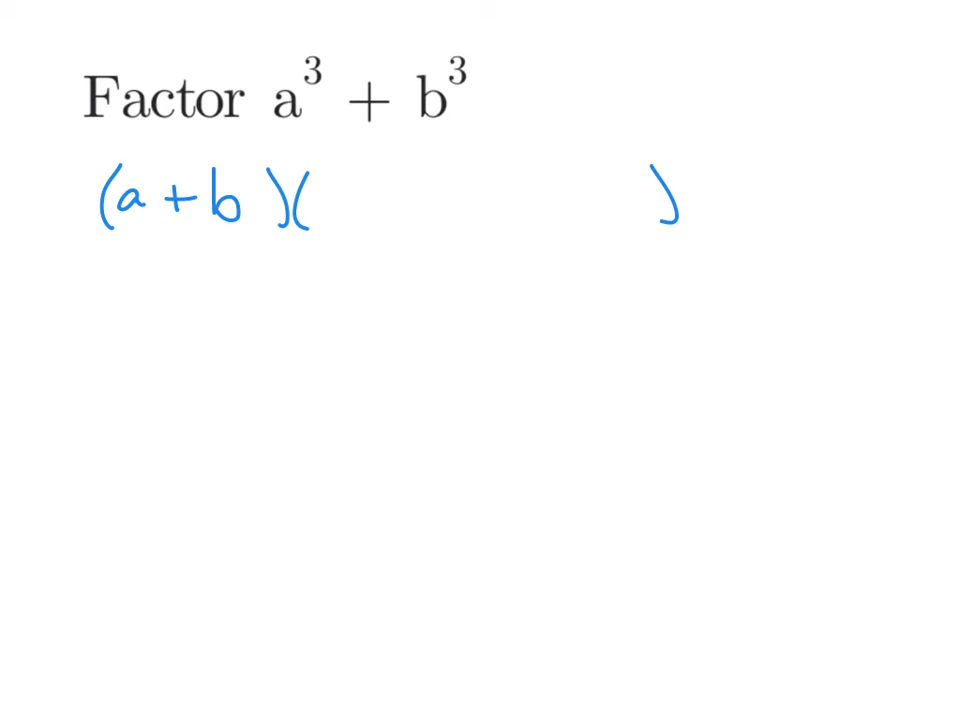 Factor a³ + b³
(a + b)( )